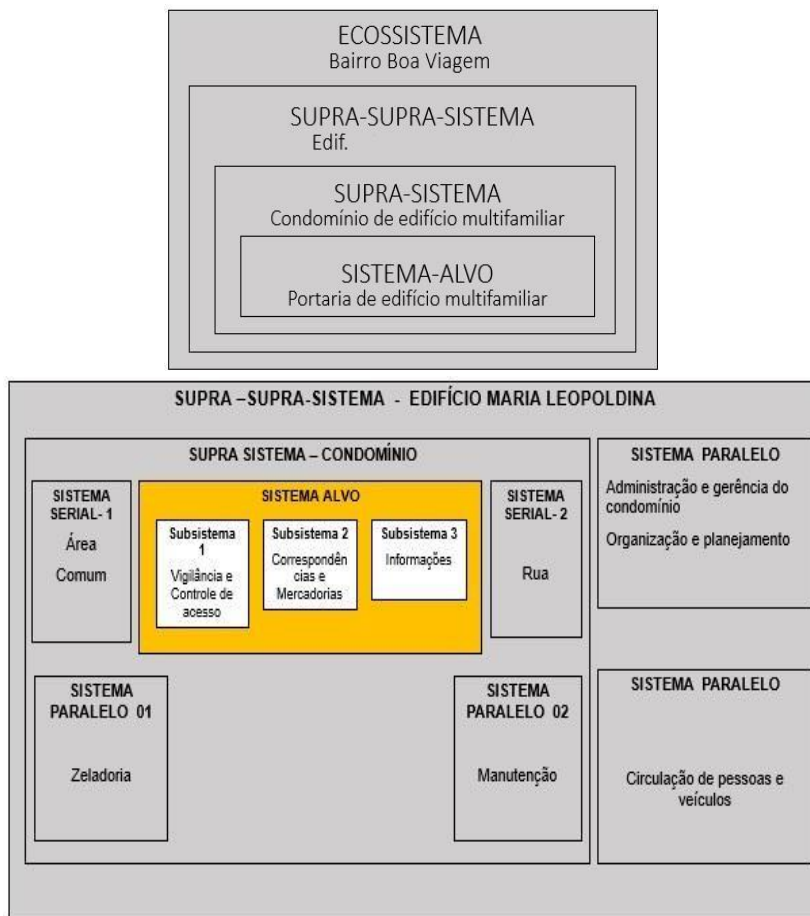 ECOSSISTEMA
Bairro Boa Viagem
SUPRA-SUPRA-SISTEMA
Edif.
SUPRA-SISTEMA
Condomínio de edifício multifamiliar
SISTEMA-ALVO
Portaria de edifício multifamiliar
SUPRA –SUPRA-SISTEMA - EDIFÍCIO MARIA LEOPOLDINA
SUPRA SISTEMA – CONDOMÍNIO
SISTEMA
SERIAL- 1
Área
Comum
SISTEMA ALVO
Subsistema
1
Vigilância e
Controle de
acesso
Subsistema 2
Correspondên
cias e
Mercadorias
Subsistema 3
Informações
SISTEMA
SERIAL- 2
Rua
SISTEMA PARALELO
Administração e gerência do
condomínio
Organização e planejamento
SISTEMA
PARALELO 01
Zeladoria
SISTEMA
PARALELO 02
Manutenção
SISTEMA PARALELO
Circulação de pessoas e
veículos